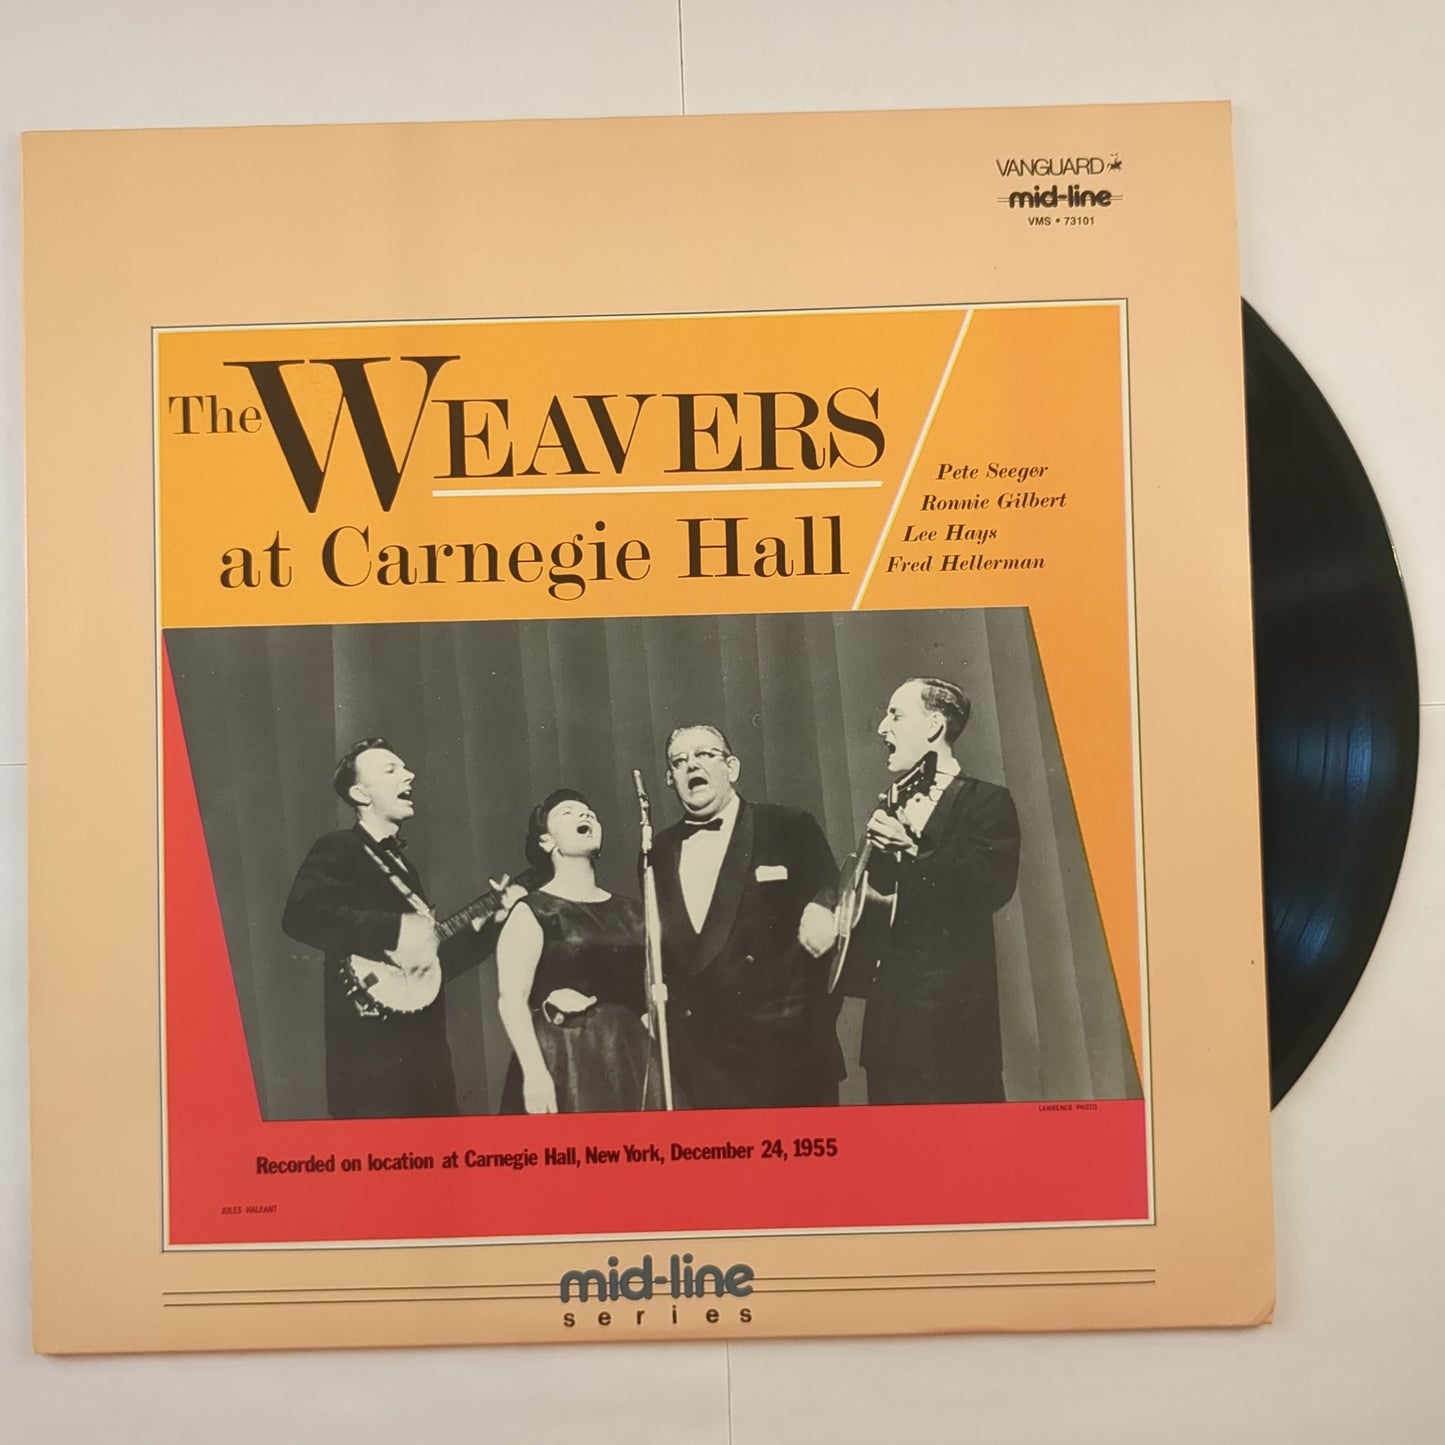 VANGUARD
mid-line
VMS • 73101
The WEAVERS
at Carnegie Hall
Pete Seeger
Ronnie Gilbert
Lee Hays
Fred Hellerman
LAWRENCE PHOTO
Recorded on location at Carnegie Hall, New York, December 24, 1955
JULES HALFANT
mid-line
series